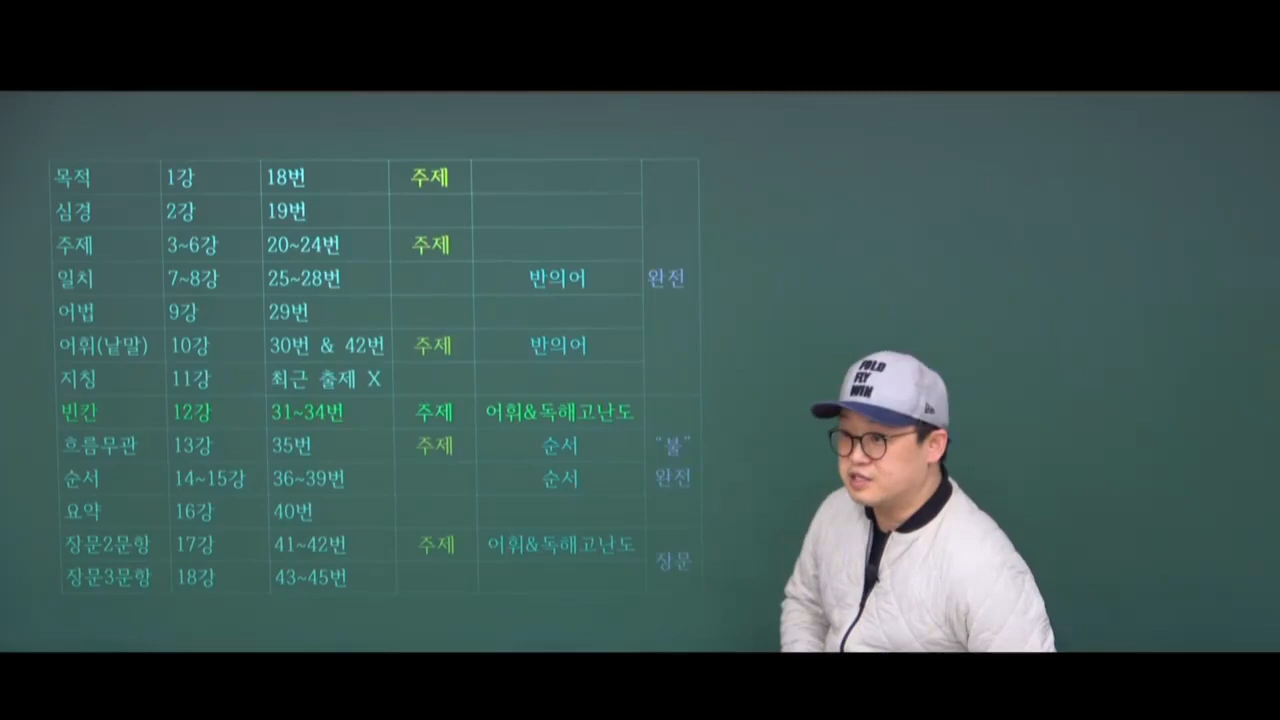 목적 1강 18번 주제
심경 2강 19번
주제 3~6강 20~24번 주제
일치 7~8강 25~28번 반의어 완전
어법 9강 29번
어휘(낱말) 10강 30번 & 42번 주제 반의어
지칭 11강 최근 출제 X
빈칸 12강 31~34번 주제 어휘&독해고난도
흐름무관 13강 35번 주제 순서 "불"
순서 14~15강 36~39번 순서 완전
요약 16강 40번
장문2문항 17강 41~42번 주제 어휘&독해고난도 장문
장문3문항 18강 43~45번
FOLD
FLY
WIN